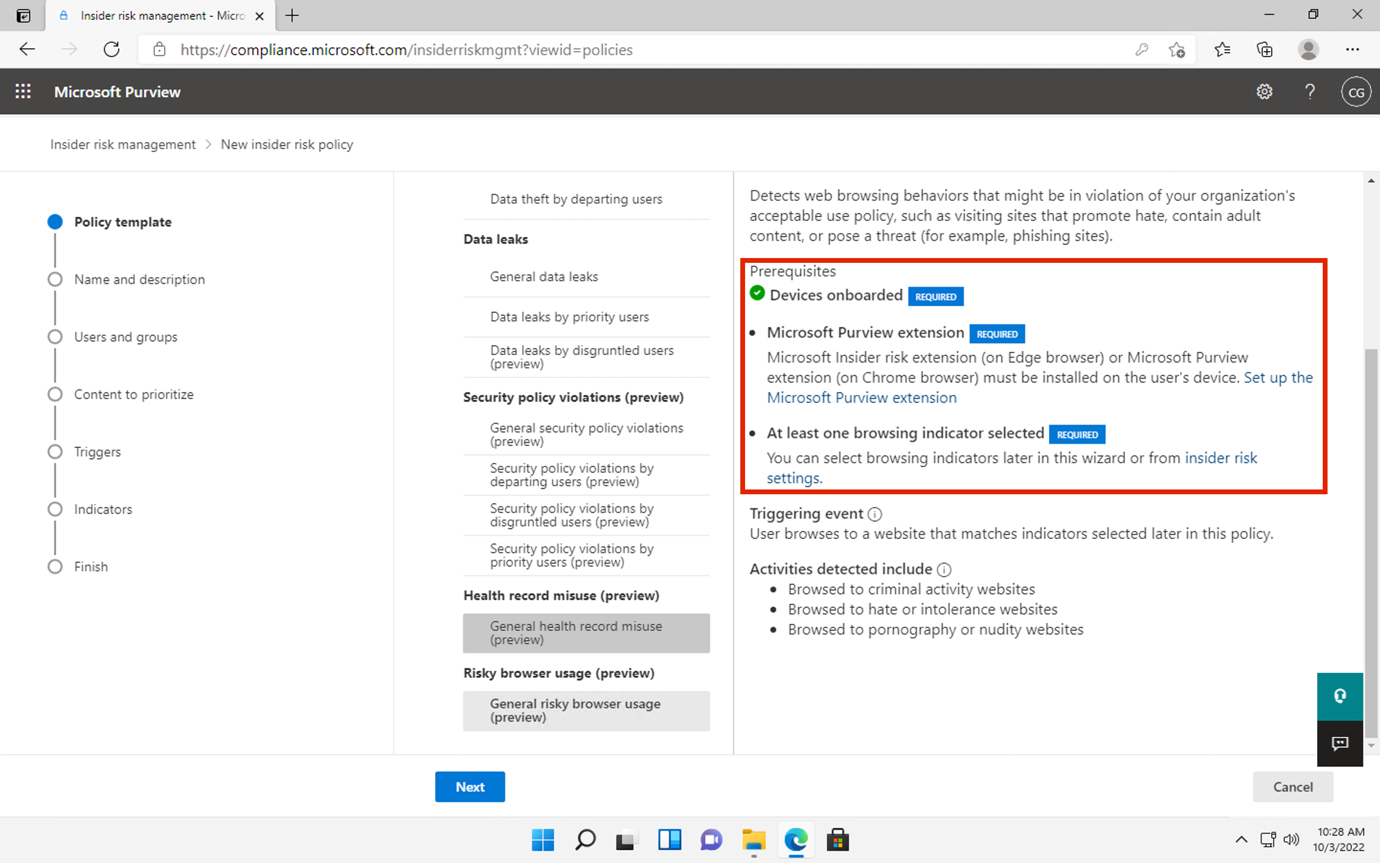 Insider risk management - Micro
https://compliance.microsoft.com/insiderriskmgmt?viewid=policies
Microsoft Purview
?
CG
Insider risk management > New insider risk policy
Policy template
Name and description
Users and groups
Content to prioritize
Triggers
Indicators
Finish
Data theft by departing users
Data leaks
General data leaks
Data leaks by priority users
Data leaks by disgruntled users
(preview)
Security policy violations (preview)
General security policy violations
(preview)
Security policy violations by
departing users (preview)
Security policy violations by
disgruntled users (preview)
Security policy violations by
priority users (preview)
Health record misuse (preview)
General health record misuse
(preview)
Risky browser usage (preview)
General risky browser usage
(preview)
Detects web browsing behaviors that might be in violation of your organization's
acceptable use policy, such as visiting sites that promote hate, contain adult
content, or pose a threat (for example, phishing sites).
Prerequisites
Devices onboarded REQUIRED
• Microsoft Purview extension REQUIRED
Microsoft Insider risk extension (on Edge browser) or Microsoft Purview
extension (on Chrome browser) must be installed on the user's device. Set up the
Microsoft Purview extension
• At least one browsing indicator selected REQUIRED
You can select browsing indicators later in this wizard or from insider risk
settings.
Triggering event
User browses to a website that matches indicators selected later in this policy.
Activities detected include
• Browsed to criminal activity websites
• Browsed to hate or intolerance websites
• Browsed to pornography or nudity websites
Next
Cancel
10:28 AM
10/3/2022